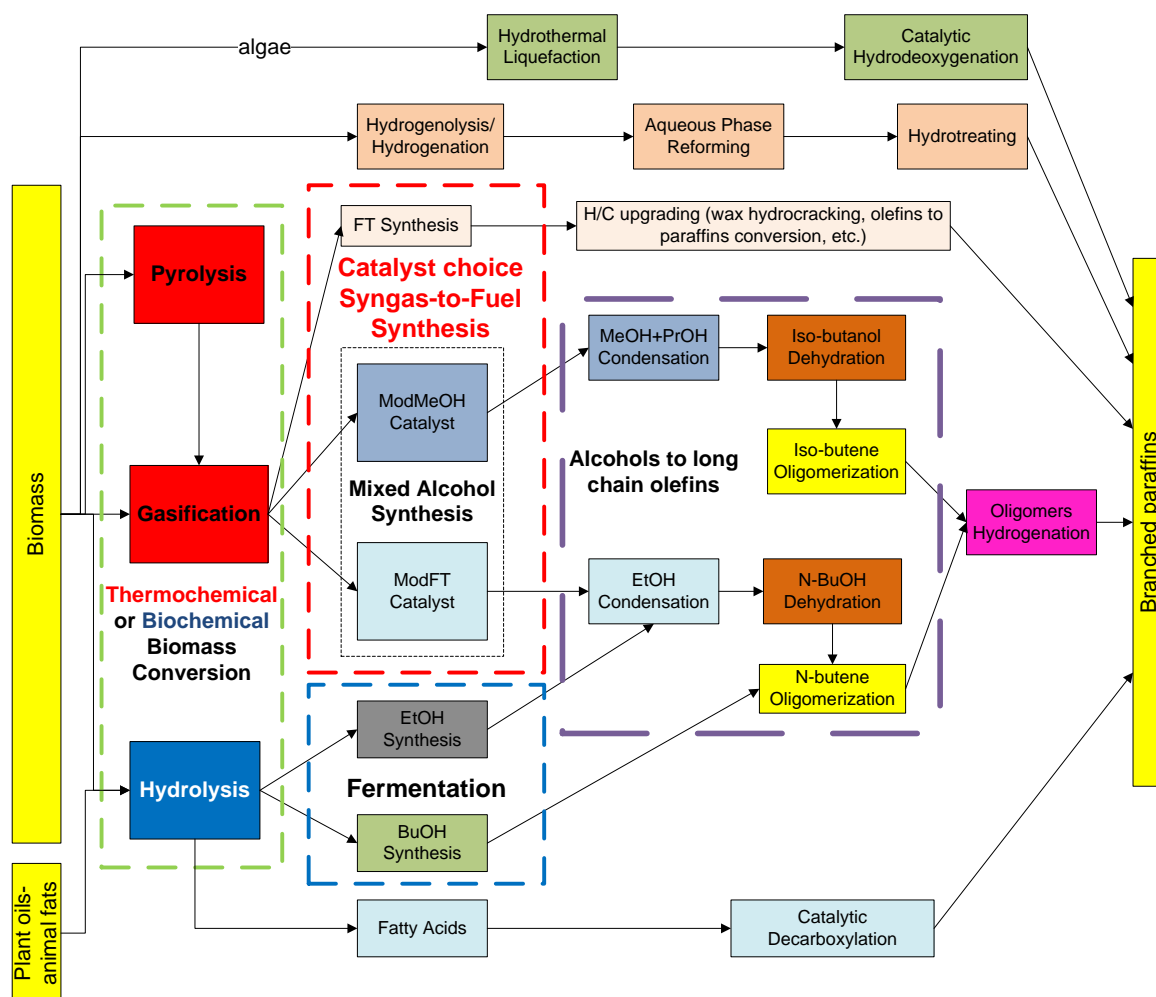 algae
Hydrothermal
Liquefaction
Catalytic
Hydrodeoxygenation
Hydrogenolysis/
Hydrogenation
Aqueous Phase
Reforming
Hydrotreating
Biomass
Plant oils-
animal fats
Pyrolysis
Gasification
Thermochemical
or Biochemical
Biomass
Conversion
Hydrolysis
FT Synthesis
Catalyst choice
Syngas-to-Fuel
Synthesis
ModMeOH
Catalyst
Mixed Alcohol
Synthesis
ModFT
Catalyst
EtOH
Synthesis
Fermentation
BuOH
Synthesis
Fatty Acids
H/C upgrading (wax hydrocracking, olefins to
paraffins conversion, etc.)
MeOH+PrOH
Condensation
Iso-butanol
Dehydration
Iso-butene
Oligomerization
Alcohols to long
chain olefins
EtOH
Condensation
N-BuOH
Dehydration
N-butene
Oligomerization
Oligomers
Hydrogenation
Catalytic
Decarboxylation
Branched paraffins